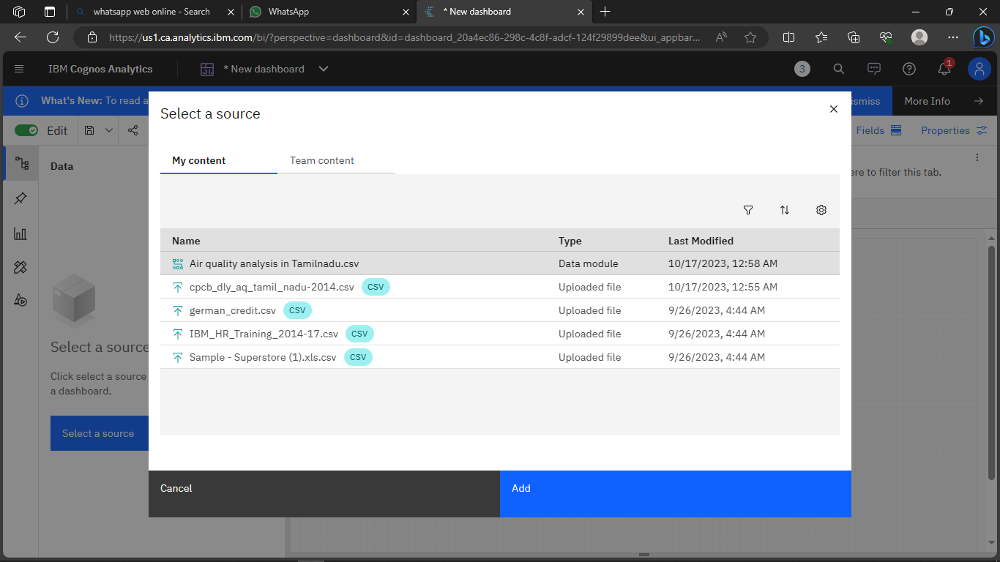 whatsapp web online - Search
WhatsApp
* New dashboard
https://us1.ca.analytics.ibm.com/bi/?perspective=dashboard&id=dashboard_20a4ec86-298c-4c8f-adcf-124f29899dee&ui_appbar...
IBM Cognos Analytics
* New dashboard
3
1
What's New: To read a
ismiss
More Info
Edit
Fields
Properties
Data
ere to filter this tab.
Select a source
Click select a source
a dashboard.
Select a source
Select a source
My content
Team content
Name Type Last Modified
Air quality analysis in Tamilnadu.csv Data module 10/17/2023, 12:58 AM
cpcb_dly_aq_tamil_nadu-2014.csv CSV Uploaded file 10/17/2023, 12:55 AM
german_credit.csv CSV Uploaded file 9/26/2023, 4:44 AM
IBM_HR_Training_2014-17.csv CSV Uploaded file 9/26/2023, 4:44 AM
Sample - Superstore (1).xls.csv CSV Uploaded file 9/26/2023, 4:44 AM
Cancel
Add